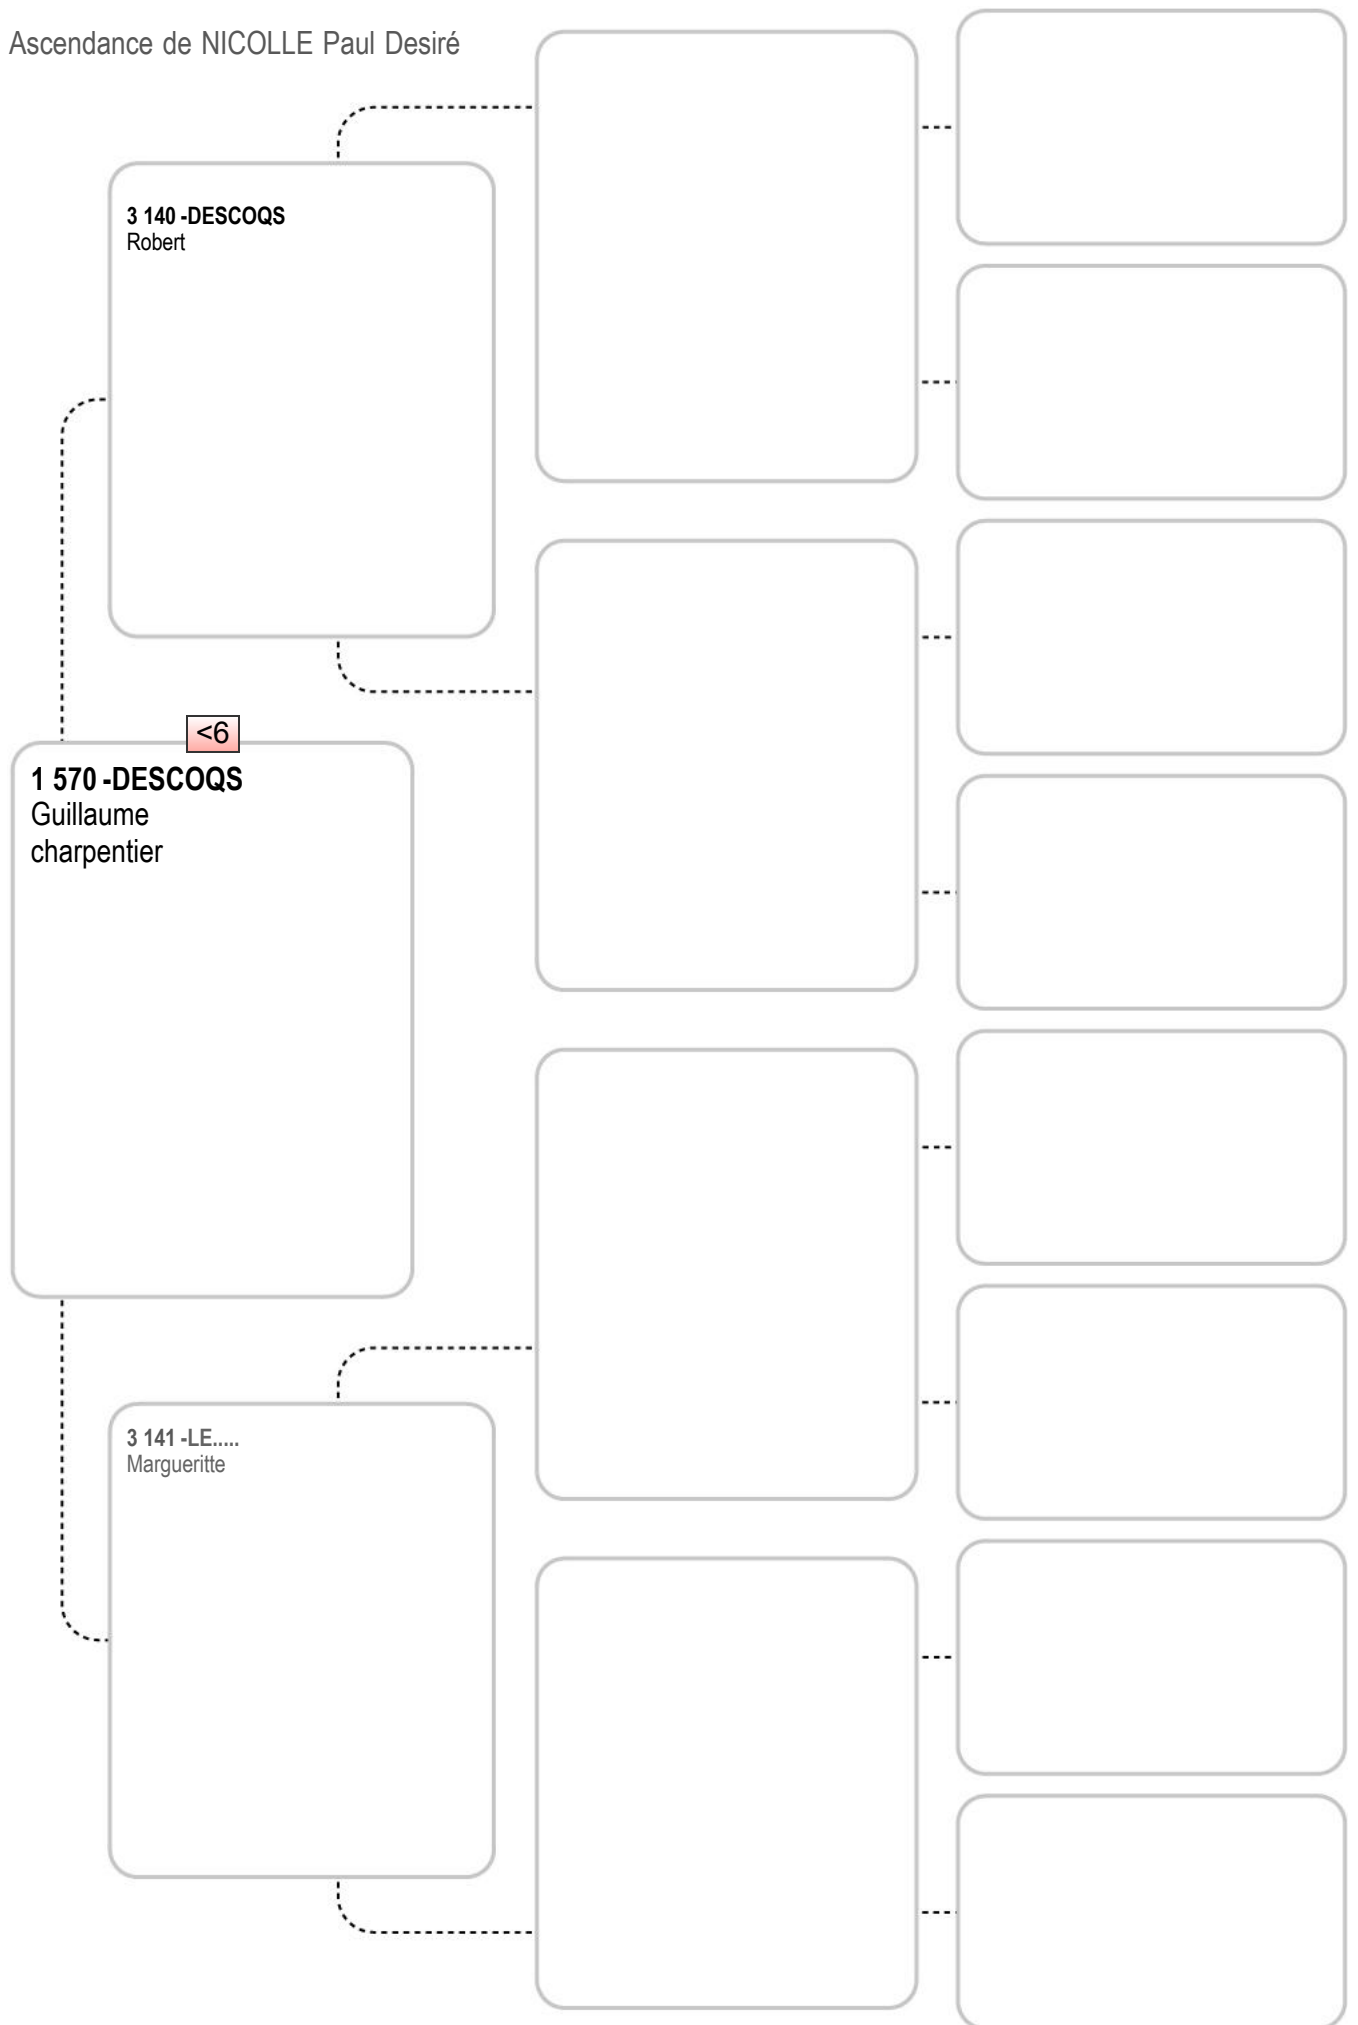 Ascendance de NICOLLE Paul Desiré
3 140 -DESCOQS
Robert
<6
1 570 -DESCOQS
Guillaume
charpentier
3 141 -LE.....
Margueritte